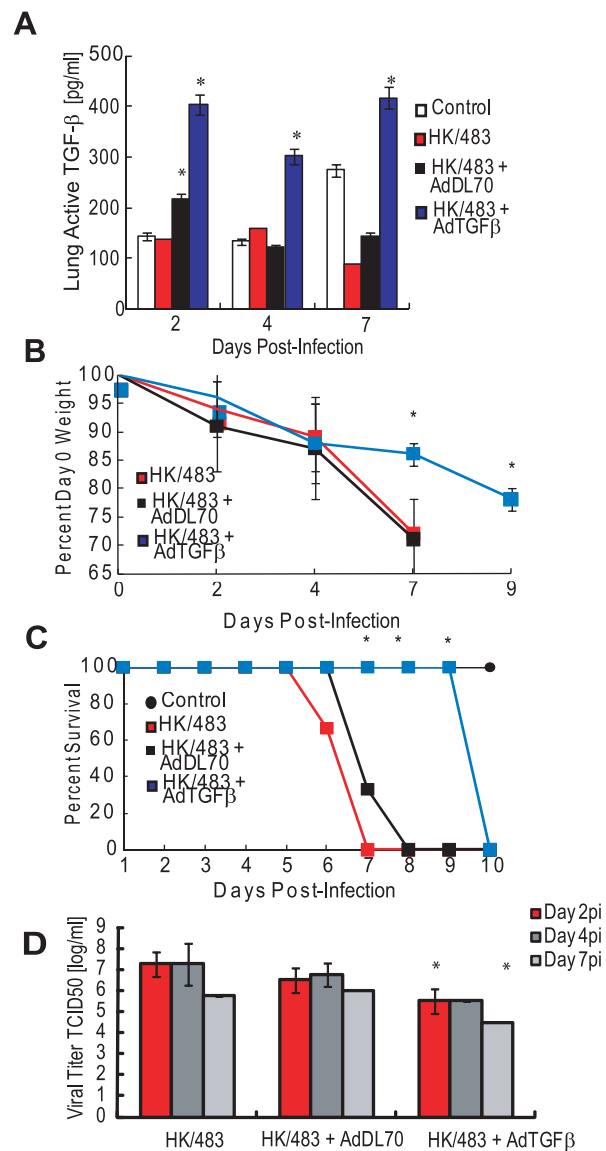 A
Lung Active TGF-β [pg/ml]
500
400
300
200
100
0
*
*
*
*
Control
HK/483
HK/483 +
AdDL70
HK/483 +
AdTGFβ
2 4 7
Days Post-Infection
B
Percent Day 0 Weight
100
95
90
85
80
75
70
65
*
*
HK/483
HK/483 +
AdDL70
HK/483 +
AdTGFβ
0 2 4 7 9
Days Post-Infection
C
Percent Survival
* * *
100
80
60
40
20
0
Control
HK/483
HK/483 +
AdDL70
HK/483 +
AdTGFβ
1 2 3 4 5 6 7 8 9 10
Days Post-Infection
D
Viral Titer TCID50 [log/ml]
9
8
7
6
5
4
3
2
1
0
Day 2pi
Day 4pi
Day 7pi
* *
HK/483 HK/483 + AdDL70 HK/483 + AdTGFβ